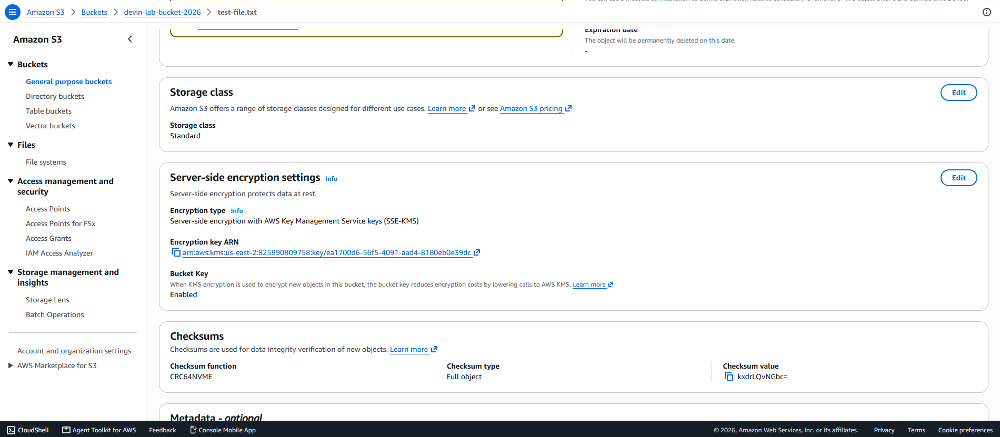 Amazon S3 > Buckets > devin-lab-bucket-2026 > test-file.txt
Amazon S3
Buckets
General purpose buckets
Directory buckets
Table buckets
Vector buckets
Files
File systems
Access management and
security
Access Points
Access Points for FSx
Access Grants
IAM Access Analyzer
Storage management and
insights
Storage Lens
Batch Operations
Account and organization settings
AWS Marketplace for S3
Expiration date
The object will be permanently deleted on this date.
-
Storage class
Edit
Amazon S3 offers a range of storage classes designed for different use cases. Learn more or see Amazon S3 pricing
Storage class
Standard
Server-side encryption settings Info
Edit
Server-side encryption protects data at rest.
Encryption type Info
Server-side encryption with AWS Key Management Service keys (SSE-KMS)
Encryption key ARN
arn:aws:kms:us-east-2:825990809758:key/ea1700d6-56f5-4091-aad4-8180eb0e39dc
Bucket Key
When KMS encryption is used to encrypt new objects in this bucket, the bucket key reduces encryption costs by lowering calls to AWS KMS. Learn more
Enabled
Checksums
Checksums are used for data integrity verification of new objects. Learn more
Checksum function
CRC64NVME
Checksum type
Full object
Checksum value
kxdrLQvNGbc=
Metadata - optional
CloudShell Agent Toolkit for AWS Feedback Console Mobile App © 2026, Amazon Web Services, Inc. or its affiliates. Privacy Terms Cookie preferences